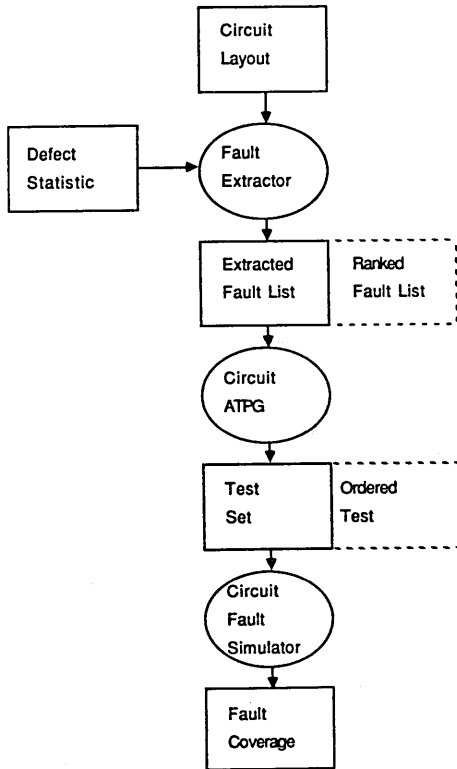 Circuit
Layout
Defect
Statistic
Fault
Extractor
Extracted
Fault List
Ranked
Fault List
Circuit
ATPG
Test
Set
Ordered
Test
Circuit
Fault
Simulator
Fault
Coverage